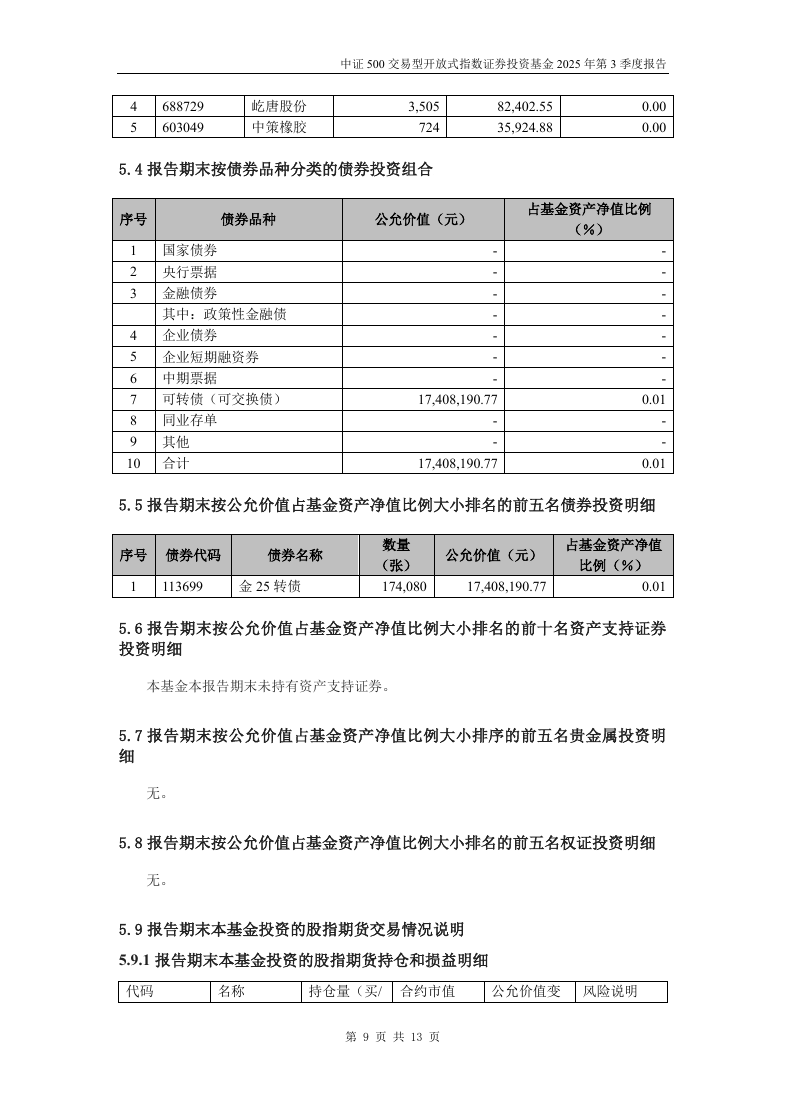 中证 500 交易型开放式指数证券投资基金 2025 年第 3 季度报告
4 688729 屹唐股份 3,505 82,402.55 0.00
5 603049 中策橡胶 724 35,924.88 0.00
5.4 报告期末按债券品种分类的债券投资组合
序号 债券品种 公允价值（元） 占基金资产净值比例
（%）
1 国家债券 - -
2 央行票据 - -
3 金融债券 - -
其中：政策性金融债 - -
4 企业债券 - -
5 企业短期融资券 - -
6 中期票据 - -
7 可转债（可交换债） 17,408,190.77 0.01
8 同业存单 - -
9 其他 - -
10 合计 17,408,190.77 0.01
5.5 报告期末按公允价值占基金资产净值比例大小排名的前五名债券投资明细
序号 债券代码 债券名称 数量
（张） 公允价值（元） 占基金资产净值
比例（%）
1 113699 金 25 转债 174,080 17,408,190.77 0.01
5.6 报告期末按公允价值占基金资产净值比例大小排名的前十名资产支持证券
投资明细
本基金本报告期末未持有资产支持证券。
5.7 报告期末按公允价值占基金资产净值比例大小排序的前五名贵金属投资明
细
无。
5.8 报告期末按公允价值占基金资产净值比例大小排名的前五名权证投资明细
无。
5.9 报告期末本基金投资的股指期货交易情况说明
5.9.1 报告期末本基金投资的股指期货持仓和损益明细
代码 名称 持仓量（买/ 合约市值 公允价值变 风险说明
第 9 页 共 13 页